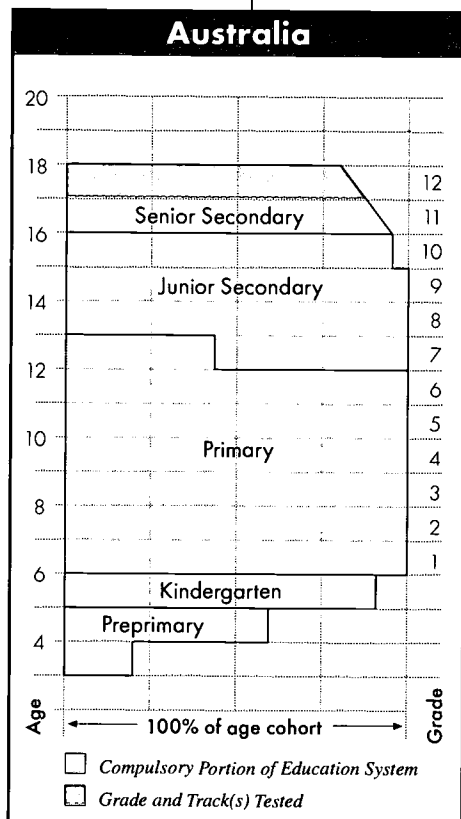 Australia
20
18
12
Senior Secondary
11
16
10
Junior Secondary
9
14
8
7
12
6
5
10
Primary
4
8
3
2
6
1
Kindergarten
Preprimary
4
Age
100% of age cohort
Grade
Compulsory Portion of Education System
Grade and Track(s) Tested